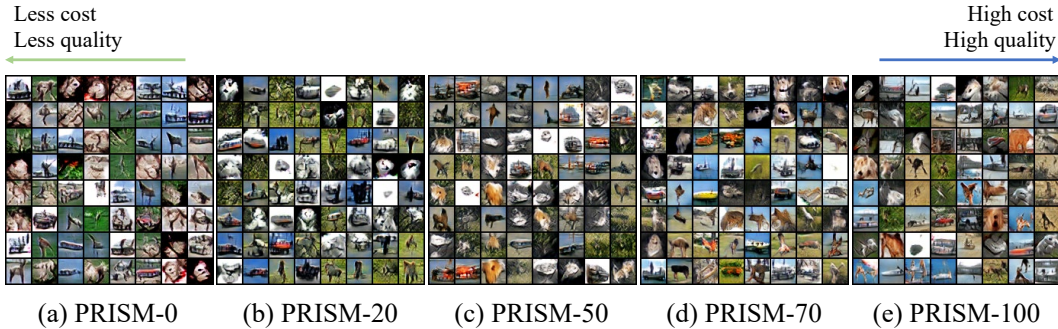 Less cost
Less quality
High cost
High quality
(a) PRISM-0
(b) PRISM-20
(c) PRISM-50
(d) PRISM-70
(e) PRISM-100